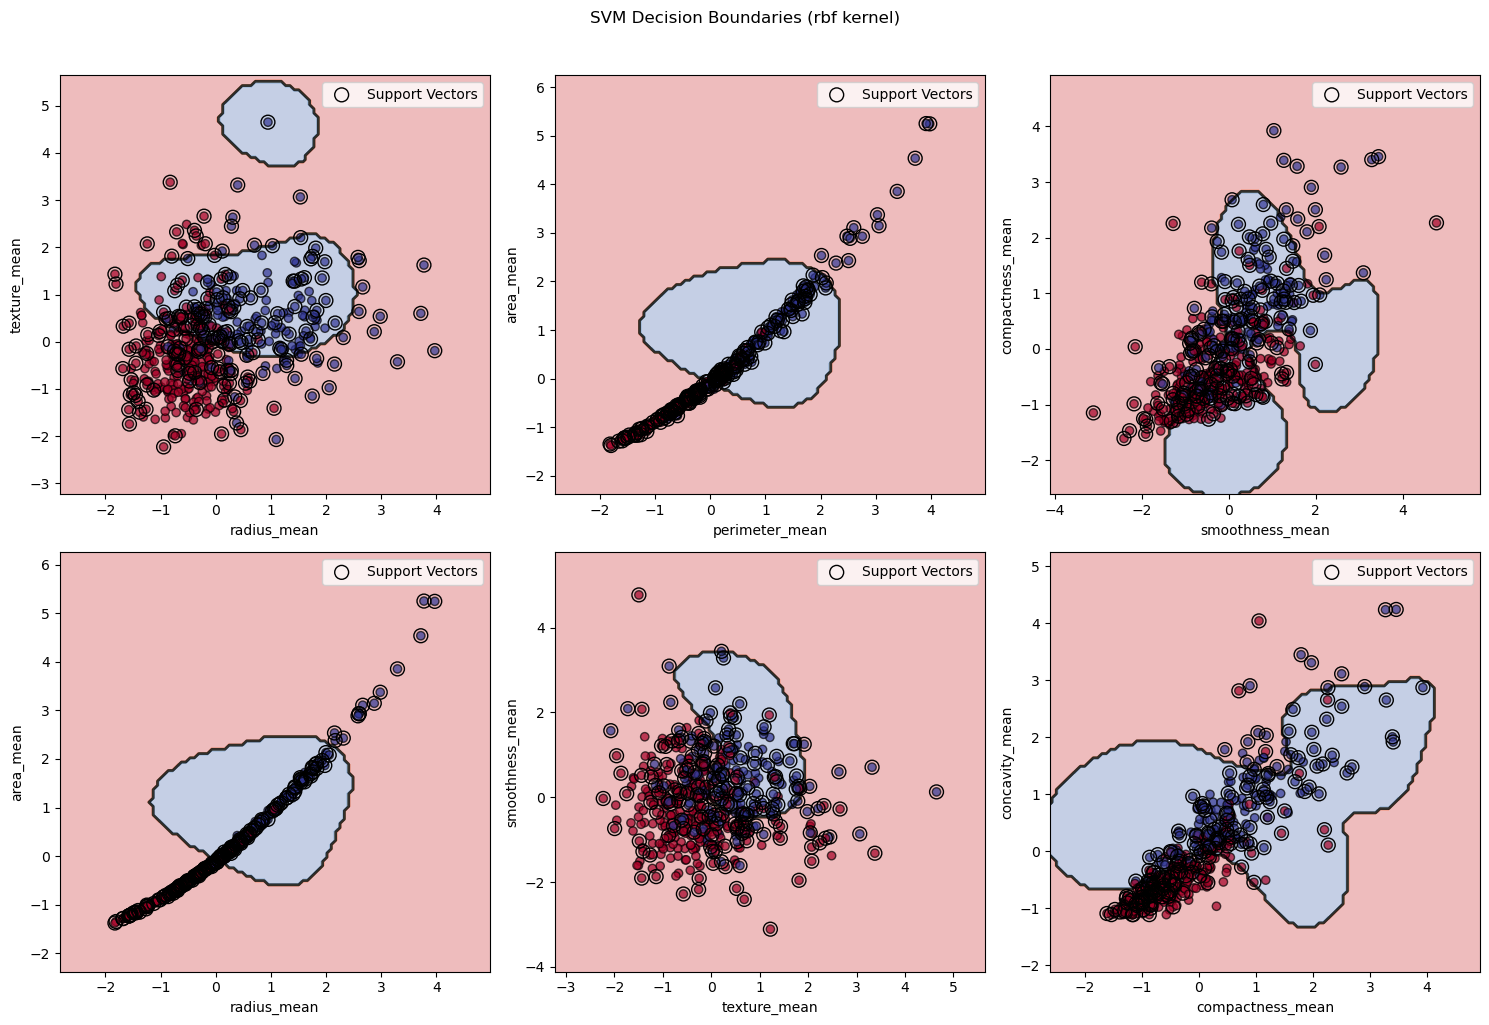 SVM Decision Boundaries (rbf kernel)
Support Vectors
5
4
3
2
1
0
−1
−2
−3
texture_mean
−2 −1 0 1 2 3 4
radius_mean
Support Vectors
6
5
4
3
2
1
0
−1
−2
area_mean
−2 −1 0 1 2 3 4
perimeter_mean
Support Vectors
4
3
2
1
0
−1
−2
compactness_mean
−4 −2 0 2 4
smoothness_mean
Support Vectors
6
5
4
3
2
1
0
−1
−2
area_mean
−2 −1 0 1 2 3 4
radius_mean
Support Vectors
4
2
0
−2
−4
smoothness_mean
−3 −2 −1 0 1 2 3 4 5
texture_mean
Support Vectors
5
4
3
2
1
0
−1
−2
concavity_mean
−2 −1 0 1 2 3 4
compactness_mean